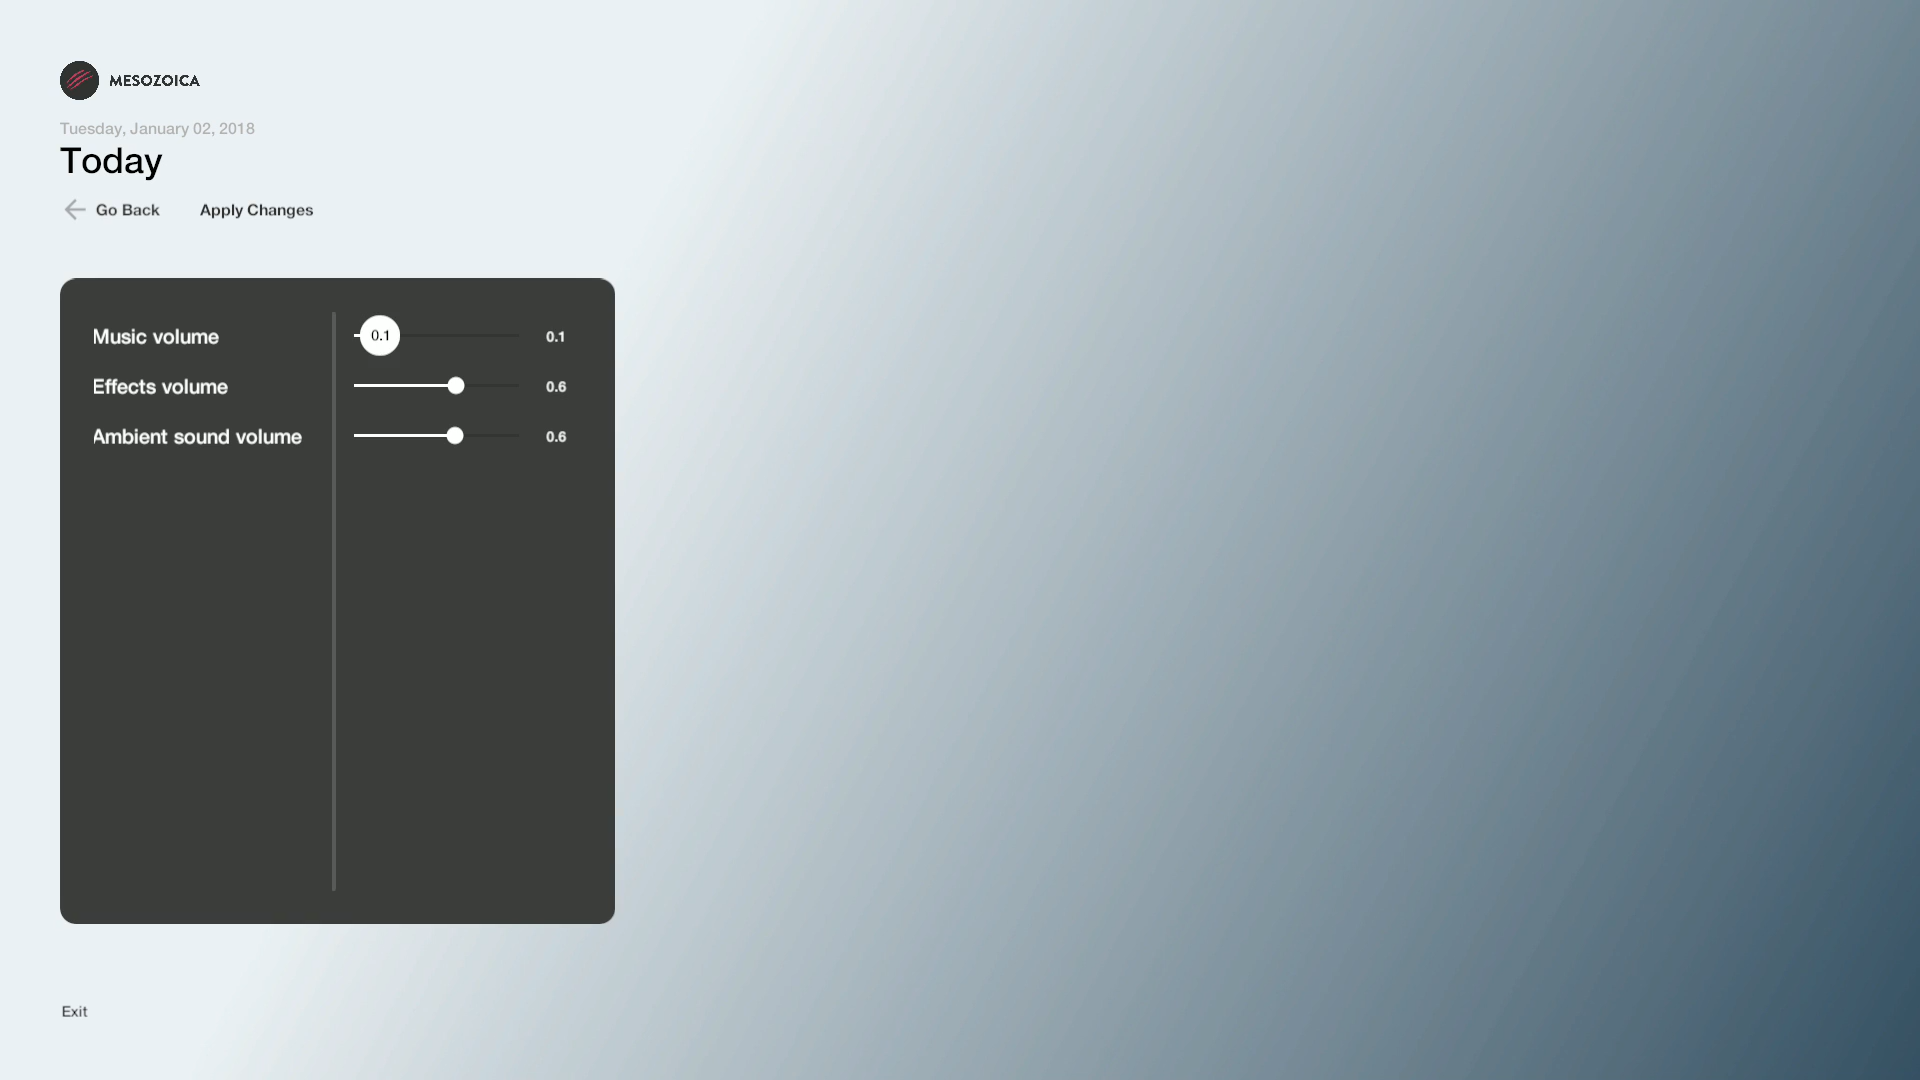 MESOZOICA
Tuesday, January 02, 2018
Today
Go Back Apply Changes
Music volume 0.1 0.1
Effects volume 0.6
Ambient sound volume 0.6
Exit